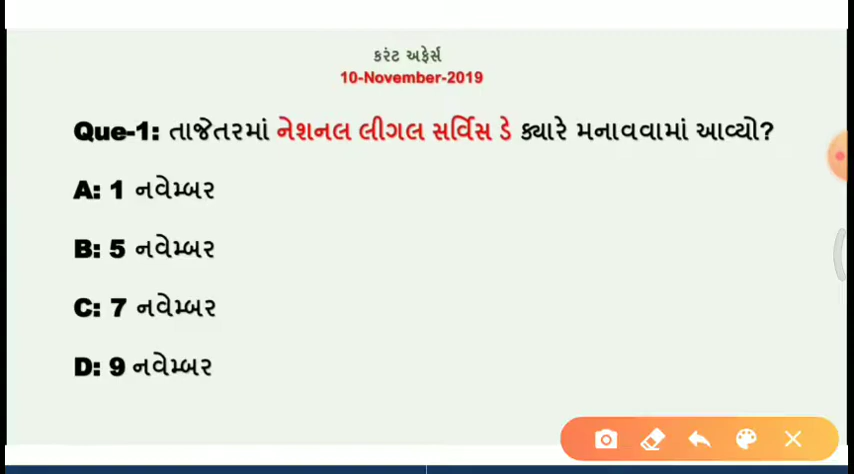 કરંટ અફેર્સ
10-November-2019
Que-1: તાજેતરમાં નેશનલ લીગલ સર્વિસ ડે ક્યારે મનાવવામાં આવ્યો?
A: 1 નવેમ્બર
B: 5 નવેમ્બર
C: 7 નવેમ્બર
D: 9 નવેમ્બર